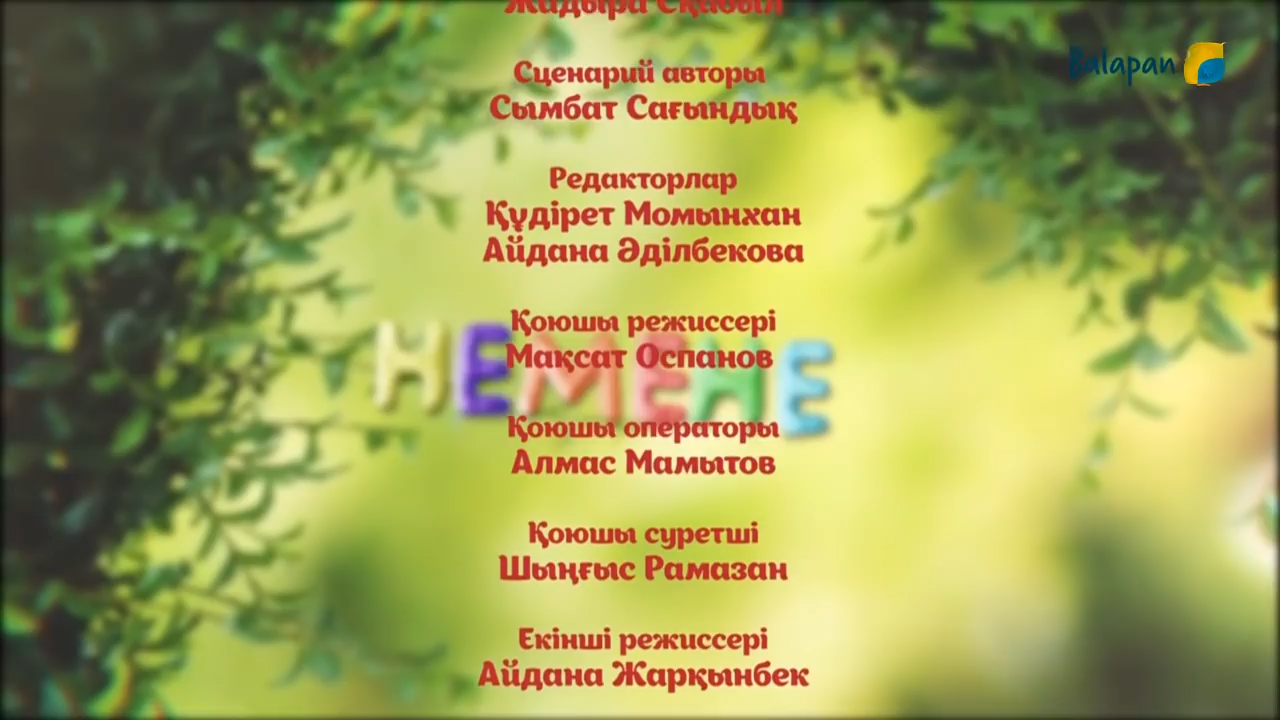 Balapan
Сценарий авторы
Сымбат Сағындық
Редакторлар
Құдірет Момынхан
Айдана Әділбекова
Қоюшы режиссері
Мақсат Оспанов
НЕМЕНЕ
Қоюшы операторы
Алмас Мамытов
Қоюшы суретші
Шыңғыс Рамазан
Екінші режиссері
Айдана Жарқынбек